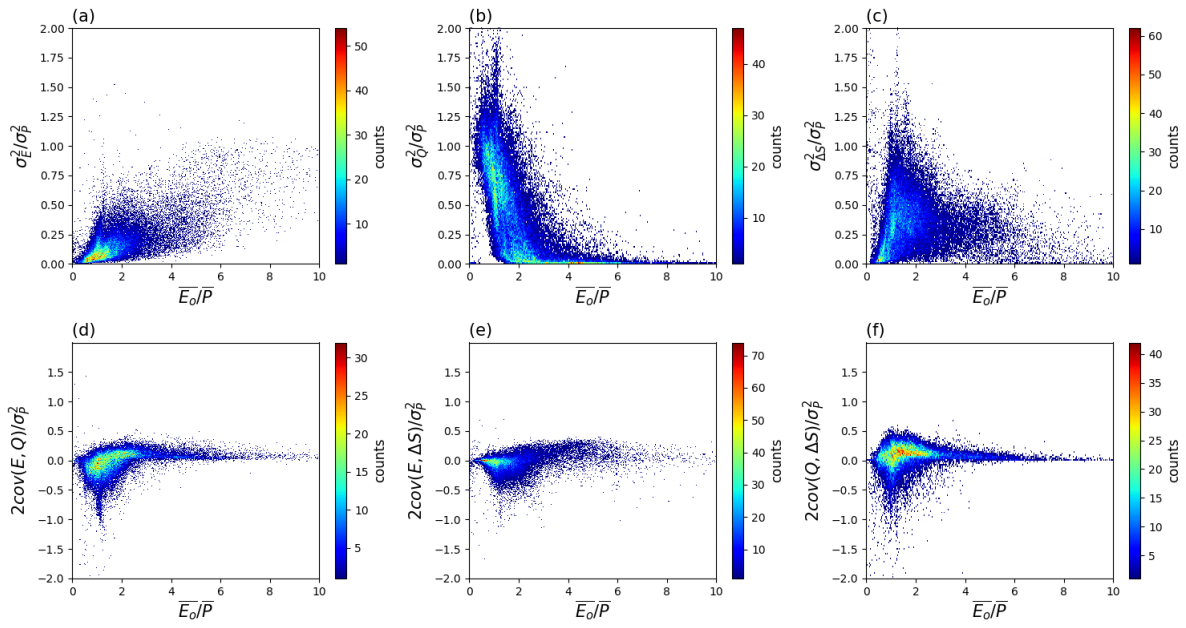 (a)
2.00
1.75
1.50
1.25
1.00
0.75
0.50
0.25
0.00
σ²_E/σ²_P
0 2 4 6 8 10
E̅₀/P̅
50
40
30
20
10
counts
(b)
2.00
1.75
1.50
1.25
1.00
0.75
0.50
0.25
0.00
σ²_Q/σ²_P
0 2 4 6 8 10
E̅₀/P̅
40
30
20
10
counts
(c)
2.00
1.75
1.50
1.25
1.00
0.75
0.50
0.25
0.00
σ²_ΔS/σ²_P
0 2 4 6 8 10
E̅₀/P̅
60
50
40
30
20
10
counts
(d)
1.5
1.0
0.5
0.0
−0.5
−1.0
−1.5
−2.0
2cov(E, Q)/σ²_P
0 2 4 6 8 10
E̅₀/P̅
30
25
20
15
10
5
counts
(e)
1.5
1.0
0.5
0.0
−0.5
−1.0
−1.5
−2.0
2cov(E, ΔS)/σ²_P
0 2 4 6 8 10
E̅₀/P̅
70
60
50
40
30
20
10
counts
(f)
1.5
1.0
0.5
0.0
−0.5
−1.0
−1.5
−2.0
2cov(Q, ΔS)/σ²_P
0 2 4 6 8 10
E̅₀/P̅
40
35
30
25
20
15
10
5
counts